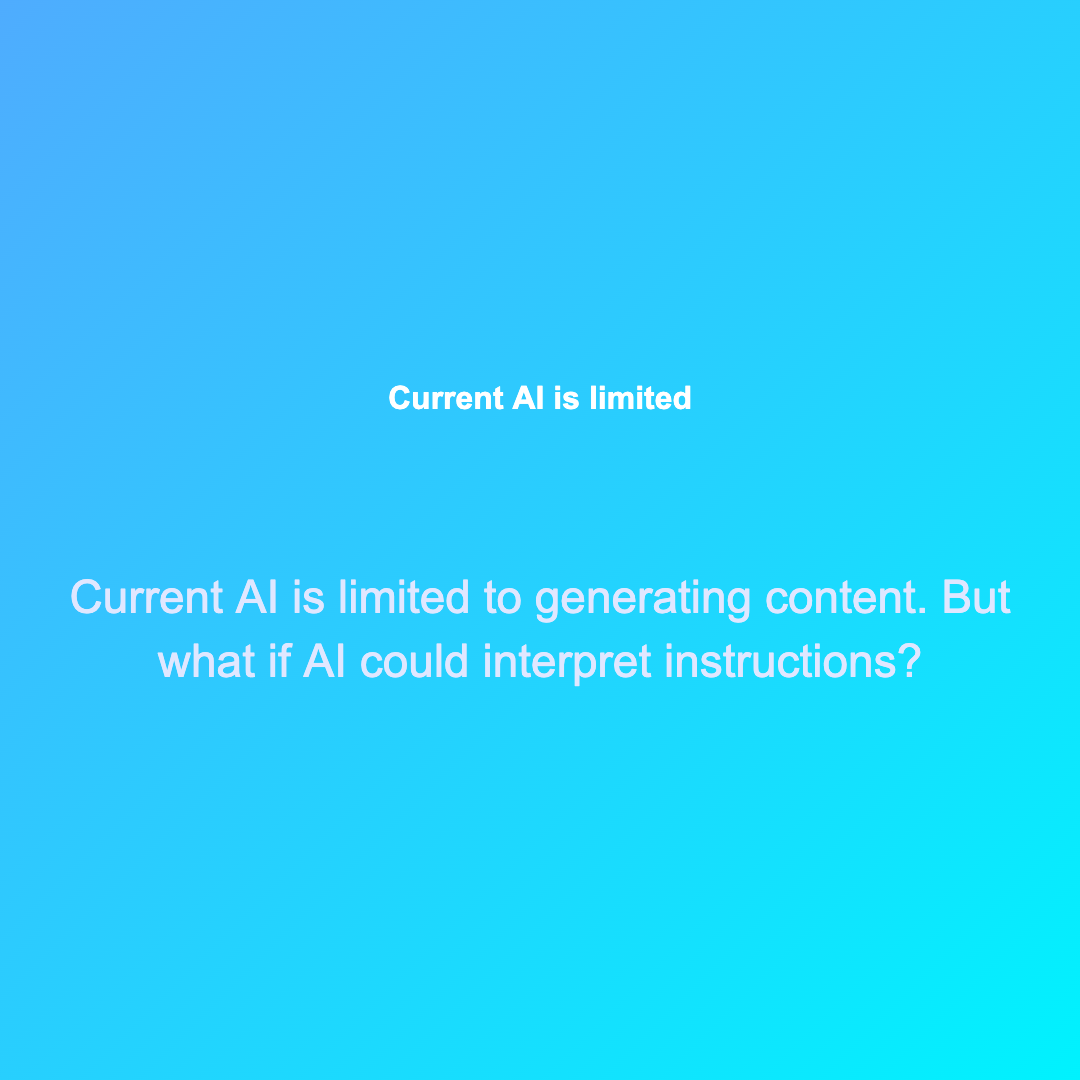 Current AI is limited
Current AI is limited to generating content. But
what if AI could interpret instructions?